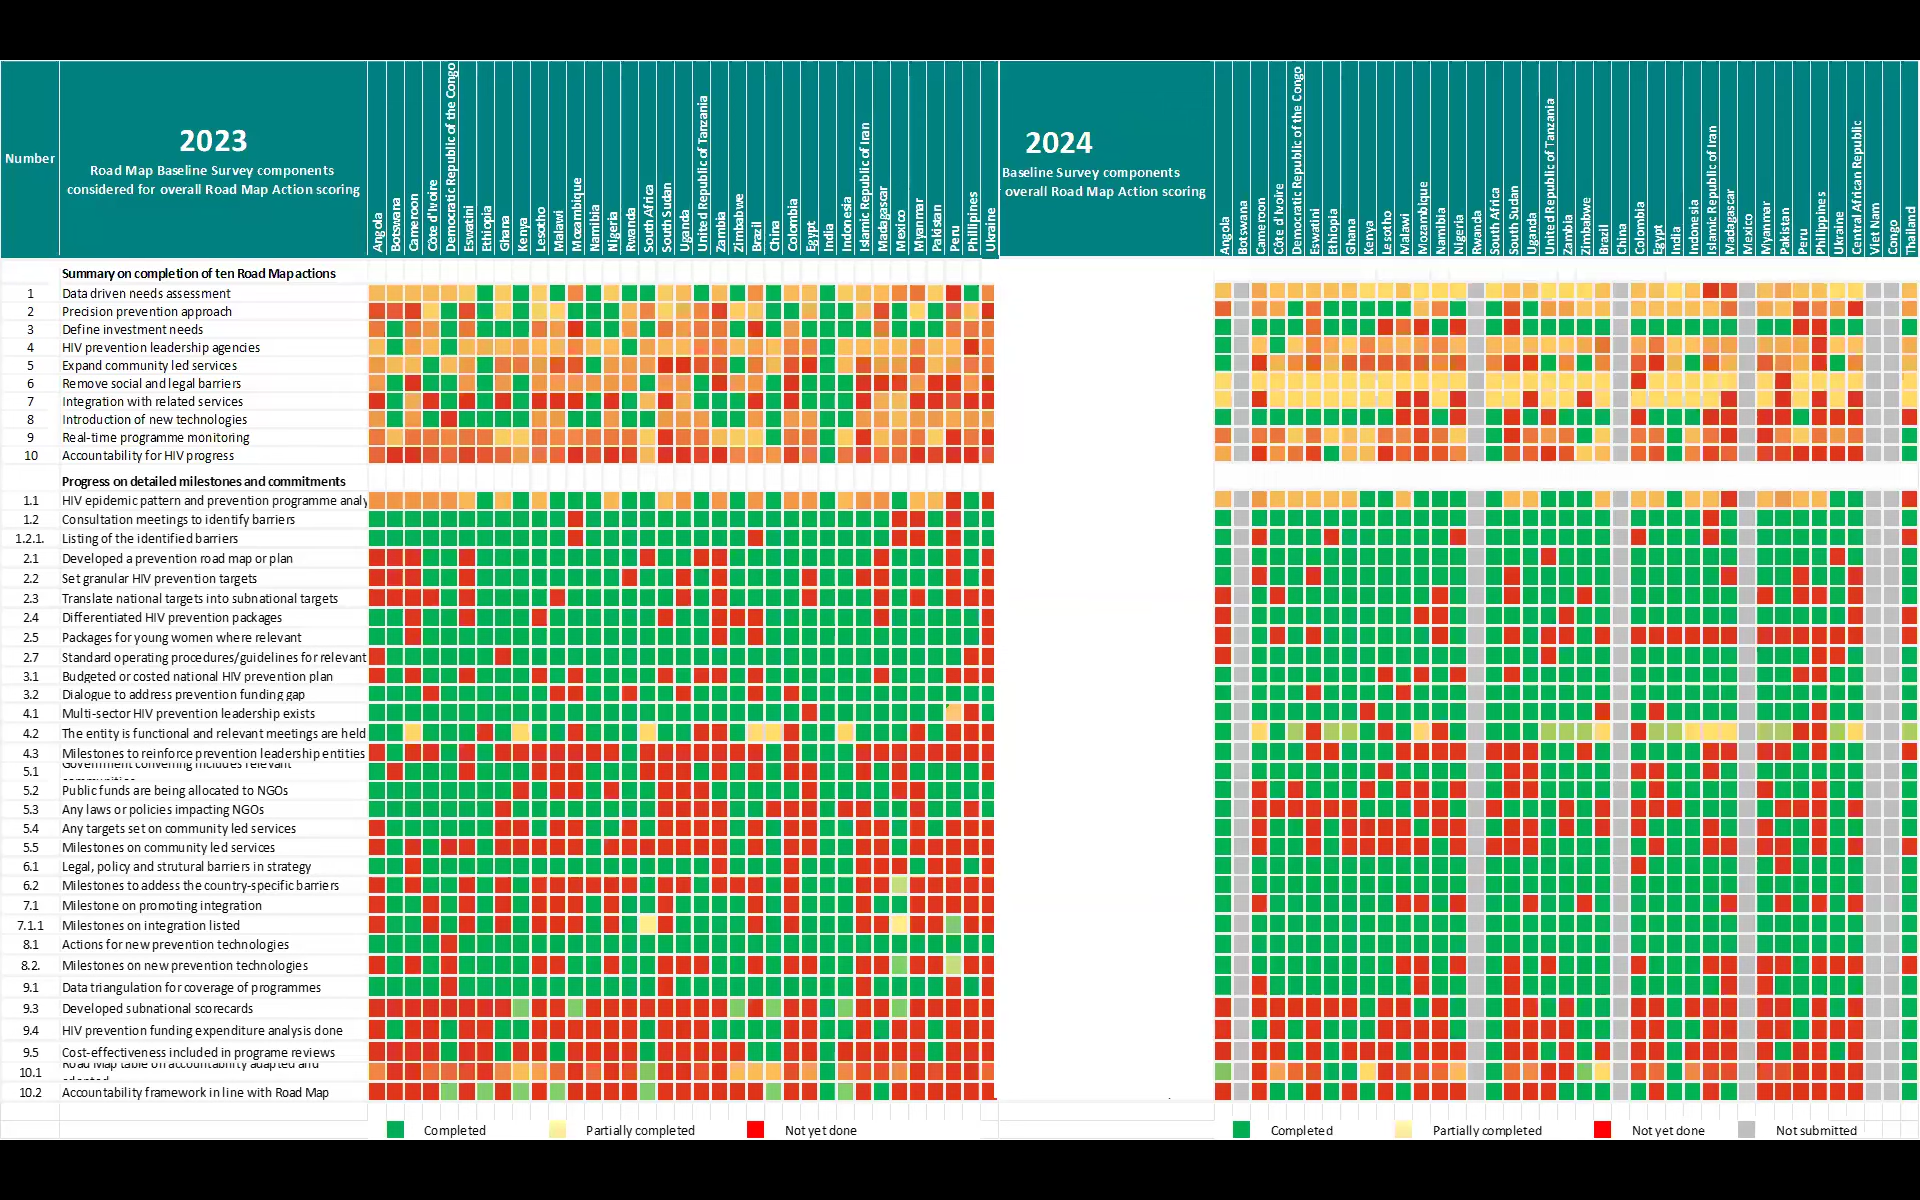 Number
2023
Road Map Baseline Survey components
considered for overall Road Map Action scoring
Angola
Botswana
Cameroon
Côte d'Ivoire
Democratic Republic of the Congo
Eswatini
Ethiopia
Ghana
Kenya
Lesotho
Malawi
Mozambique
Namibia
Nigeria
Rwanda
South Africa
South Sudan
Uganda
United Republic of Tanzania
Zambia
Zimbabwe
Brazil
China
Colombia
Egypt
India
Indonesia
Islamic Republic of Iran
Madagascar
Mexico
Myanmar
Pakistan
Peru
Phillipines
Ukraine
2024
Baseline Survey components
overall Road Map Action scoring
Angola
Botswana
Cameroon
Côte d'Ivoire
Democratic Republic of the Congo
Eswatini
Ethiopia
Ghana
Kenya
Lesotho
Malawi
Mozambique
Namibia
Nigeria
Rwanda
South Africa
South Sudan
Uganda
United Republic of Tanzania
Zambia
Zimbabwe
Brazil
China
Colombia
Egypt
India
Indonesia
Islamic Republic of Iran
Madagascar
Mexico
Myanmar
Pakistan
Peru
Philippines
Ukraine
Central African Republic
Viet Nam
Congo
Thailand
Summary on completion of ten Road Map actions
1 Data driven needs assessment
2 Precision prevention approach
3 Define investment needs
4 HIV prevention leadership agencies
5 Expand community led services
6 Remove social and legal barriers
7 Integration with related services
8 Introduction of new technologies
9 Real-time programme monitoring
10 Accountability for HIV progress
Progress on detailed milestones and commitments
1.1 HIV epidemic pattern and prevention programme analy
1.2 Consultation meetings to identify barriers
1.2.1. Listing of the identified barriers
2.1 Developed a prevention road map or plan
2.2 Set granular HIV prevention targets
2.3 Translate national targets into subnational targets
2.4 Differentiated HIV prevention packages
2.5 Packages for young women where relevant
2.7 Standard operating procedures/guidelines for relevant
3.1 Budgeted or costed national HIV prevention plan
3.2 Dialogue to address prevention funding gap
4.1 Multi-sector HIV prevention leadership exists
4.2 The entity is functional and relevant meetings are held
4.3 Milestones to reinforce prevention leadership entities
5.1 Government convening includes relevant
5.2 Public funds are being allocated to NGOs
5.3 Any laws or policies impacting NGOs
5.4 Any targets set on community led services
5.5 Milestones on community led services
6.1 Legal, policy and strutural barriers in strategy
6.2 Milestones to address the country-specific barriers
7.1 Milestone on promoting integration
7.1.1 Milestones on integration listed
8.1 Actions for new prevention technologies
8.2. Milestones on new prevention technologies
9.1 Data triangulation for coverage of programmes
9.3 Developed subnational scorecards
9.4 HIV prevention funding expenditure analysis done
9.5 Cost-effectiveness included in programe reviews
10.1 Road Map table on accountability adapted and
10.2 Accountability framework in line with Road Map
Completed Partially completed Not yet done
Completed Partially completed Not yet done Not submitted